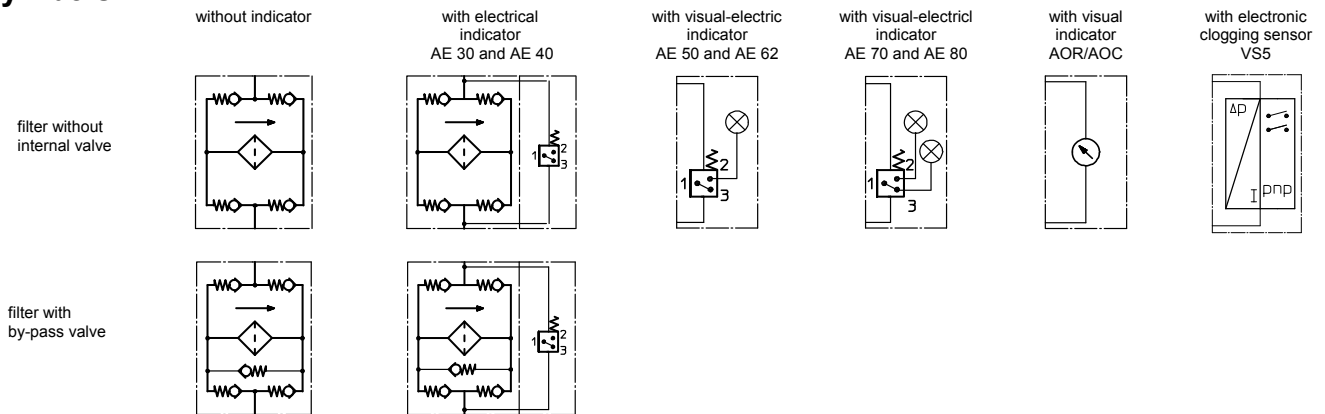 without indicator
with electrical
indicator
AE 30 and AE 40
with visual-electric
indicator
AE 50 and AE 62
with visual-electricl
indicator
AE 70 and AE 80
with visual
indicator
AOR/AOC
with electronic
clogging sensor
VS5
filter without
internal valve
1 2
3
1 2
3
1 2
3
Δp
I pnp
filter with
by-pass valve
1 2
3